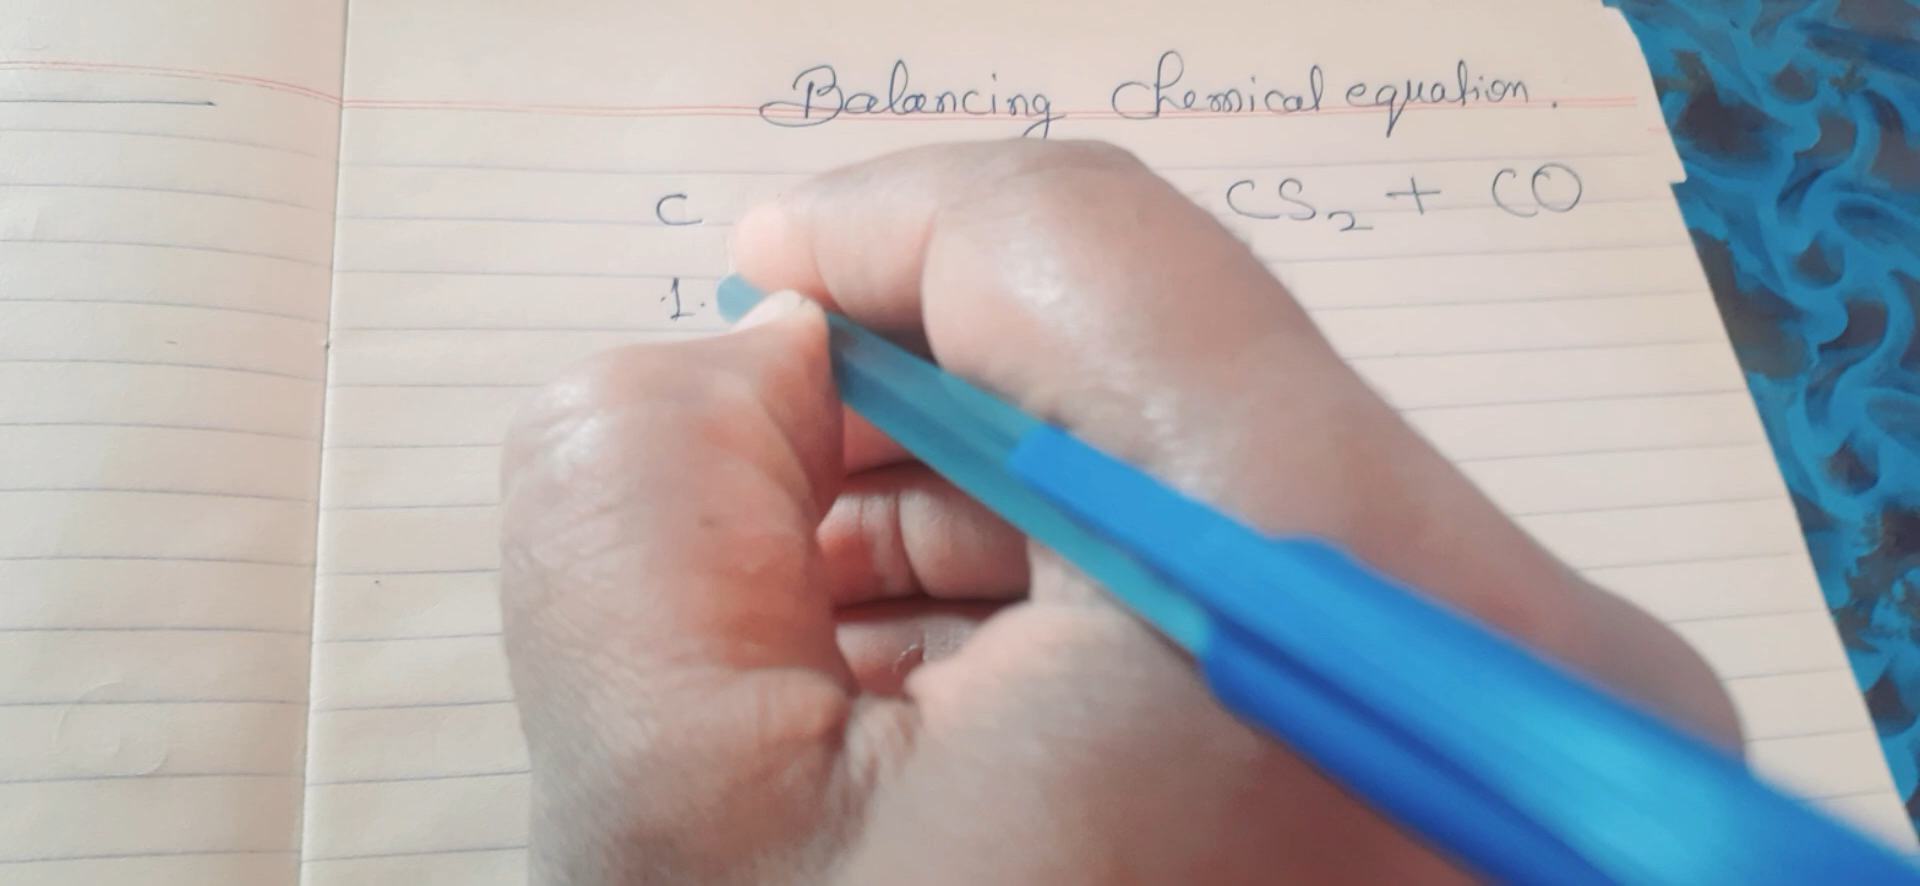 Balancing Chemical equation.
C CS₂ + CO
1.